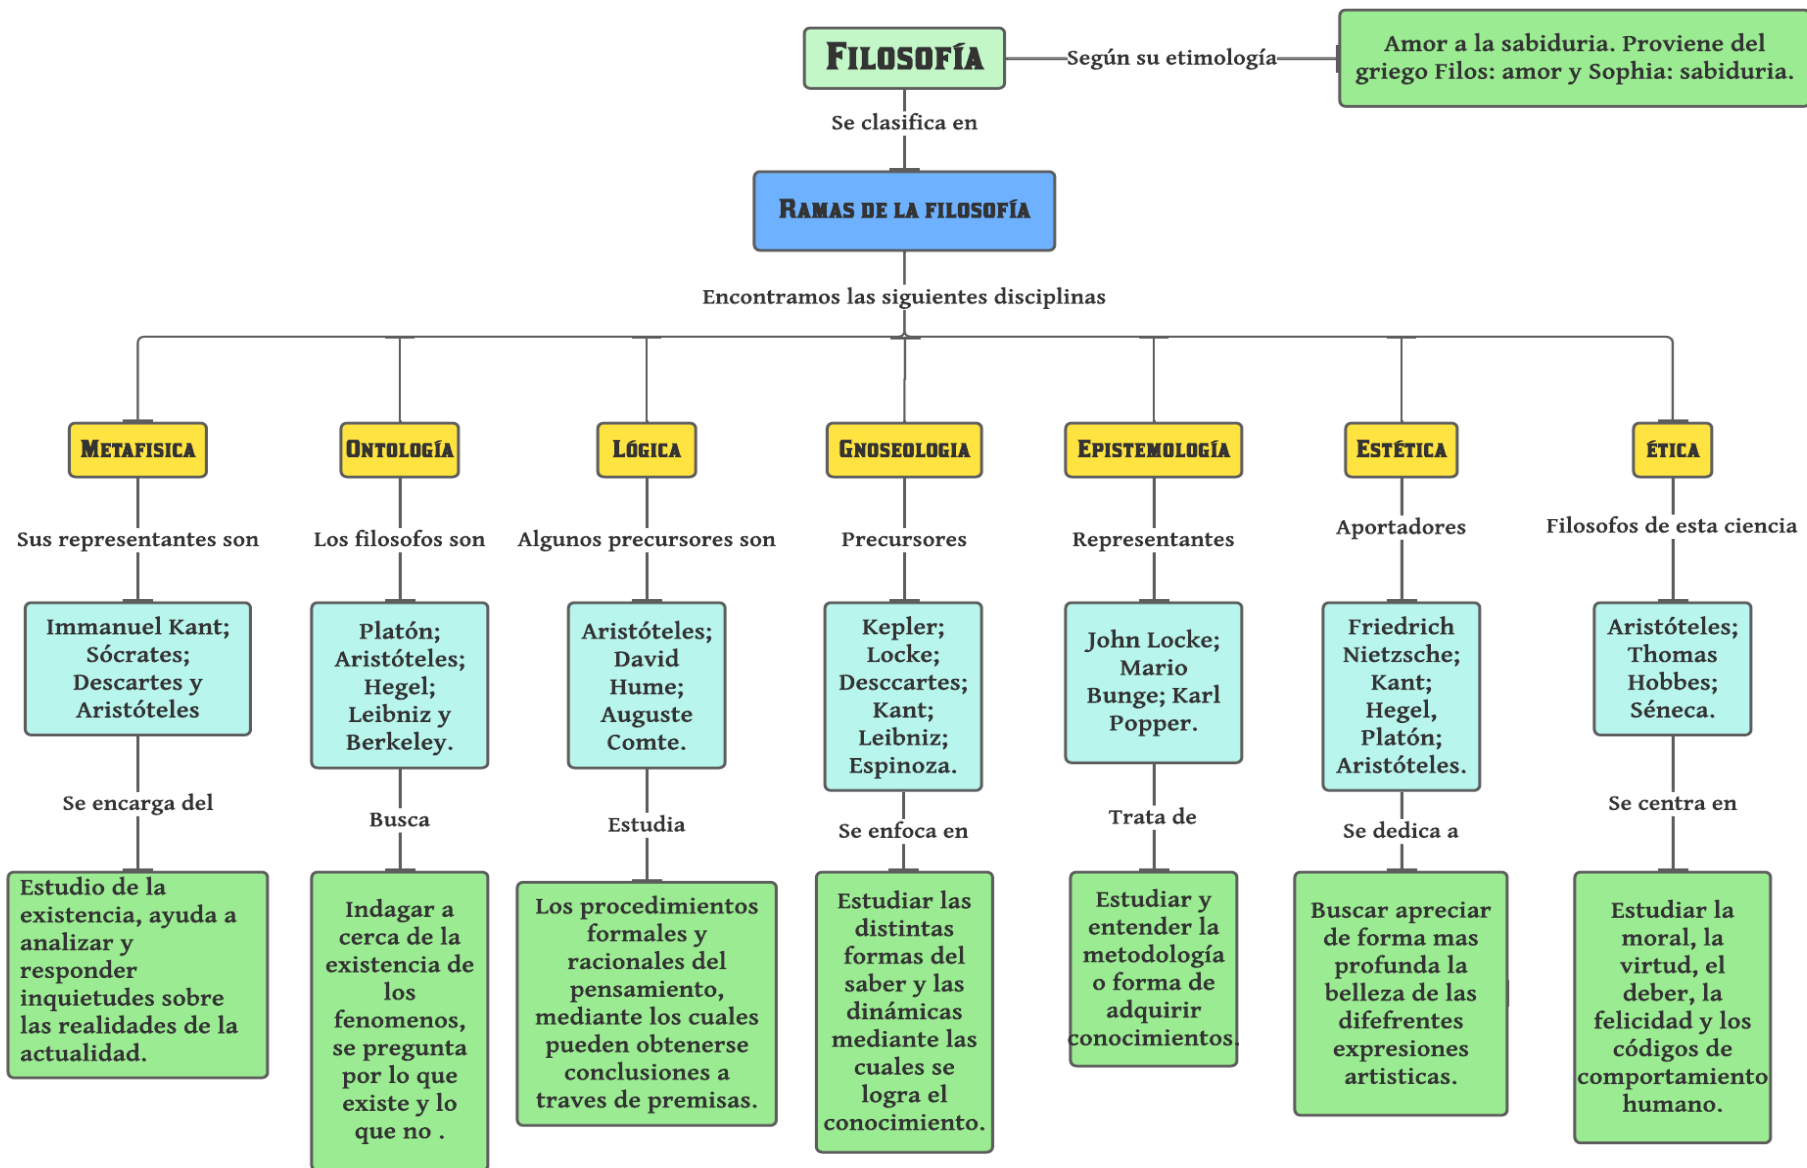 FILOSOFÍA
Según su etimología
Amor a la sabiduria. Proviene del
griego Filos: amor y Sophia: sabiduria.
Se clasifica en
RAMAS DE LA FILOSOFÍA
Encontramos las siguientes disciplinas
METAFISICA
Sus representantes son
Immanuel Kant;
Sócrates;
Descartes y
Aristóteles
Se encarga del
Estudio de la
existencia, ayuda a
analizar y
responder
inquietudes sobre
las realidades de la
actualidad.
ONTOLOGÍA
Los filosofos son
Platón;
Aristóteles;
Hegel;
Leibniz y
Berkeley.
Busca
Indagar a
cerca de la
existencia de
los
fenomenos,
se pregunta
por lo que
existe y lo
que no .
LÓGICA
Algunos precursores son
Aristóteles;
David
Hume;
Auguste
Comte.
Estudia
Los procedimientos
formales y
racionales del
pensamiento,
mediante los cuales
pueden obtenerse
conclusiones a
traves de premisas.
GNOSEOLOGIA
Precursores
Kepler;
Locke;
Desccartes;
Kant;
Leibniz;
Espinoza.
Se enfoca en
Estudiar las
distintas
formas del
saber y las
dinámicas
mediante las
cuales se
logra el
conocimiento.
EPISTEMOLOGÍA
Representantes
John Locke;
Mario
Bunge; Karl
Popper.
Trata de
Estudiar y
entender la
metodología
o forma de
adquirir
conocimientos.
ESTÉTICA
Aportadores
Friedrich
Nietzsche;
Kant;
Hegel,
Platón;
Aristóteles.
Se dedica a
Buscar apreciar
de forma mas
profunda la
belleza de las
difefrentes
expresiones
artisticas.
ÉTICA
Filosofos de esta ciencia
Aristóteles;
Thomas
Hobbes;
Séneca.
Se centra en
Estudiar la
moral, la
virtud, el
deber, la
felicidad y los
códigos de
comportamiento
humano.